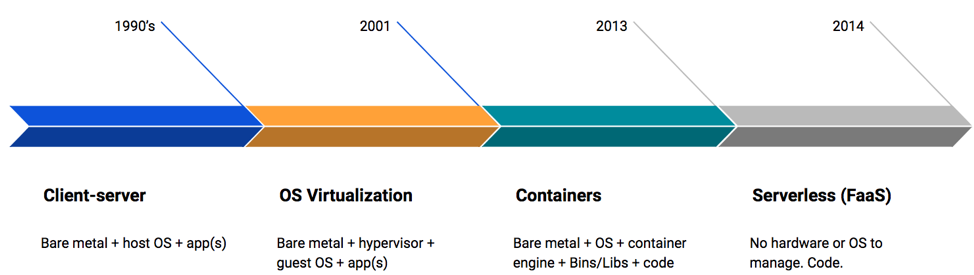 1990’s
2001
2013
2014
Client-server
OS Virtualization
Containers
Serverless (FaaS)
Bare metal + host OS + app(s)
Bare metal + hypervisor +
guest OS + app(s)
Bare metal + OS + container
engine + Bins/Libs + code
No hardware or OS to
manage. Code.